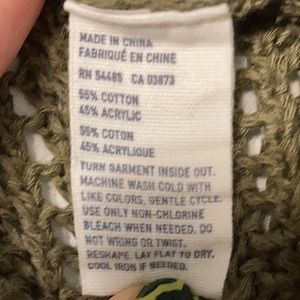 MADE IN CHINA
FABRIQUÉ EN CHINE
RN 54485 CA 03873
55% COTTON
45% ACRYLIC
55% COTON
45% ACRYLIQUE
TURN GARMENT INSIDE OUT.
MACHINE WASH COLD WITH
LIKE COLORS, GENTLE CYCLE.
USE ONLY NON-CHLORINE
BLEACH WHEN NEEDED. DO
NOT WRING OR TWIST.
RESHAPE. LAY FLAT TO DRY.
COOL IRON IF NEEDED.